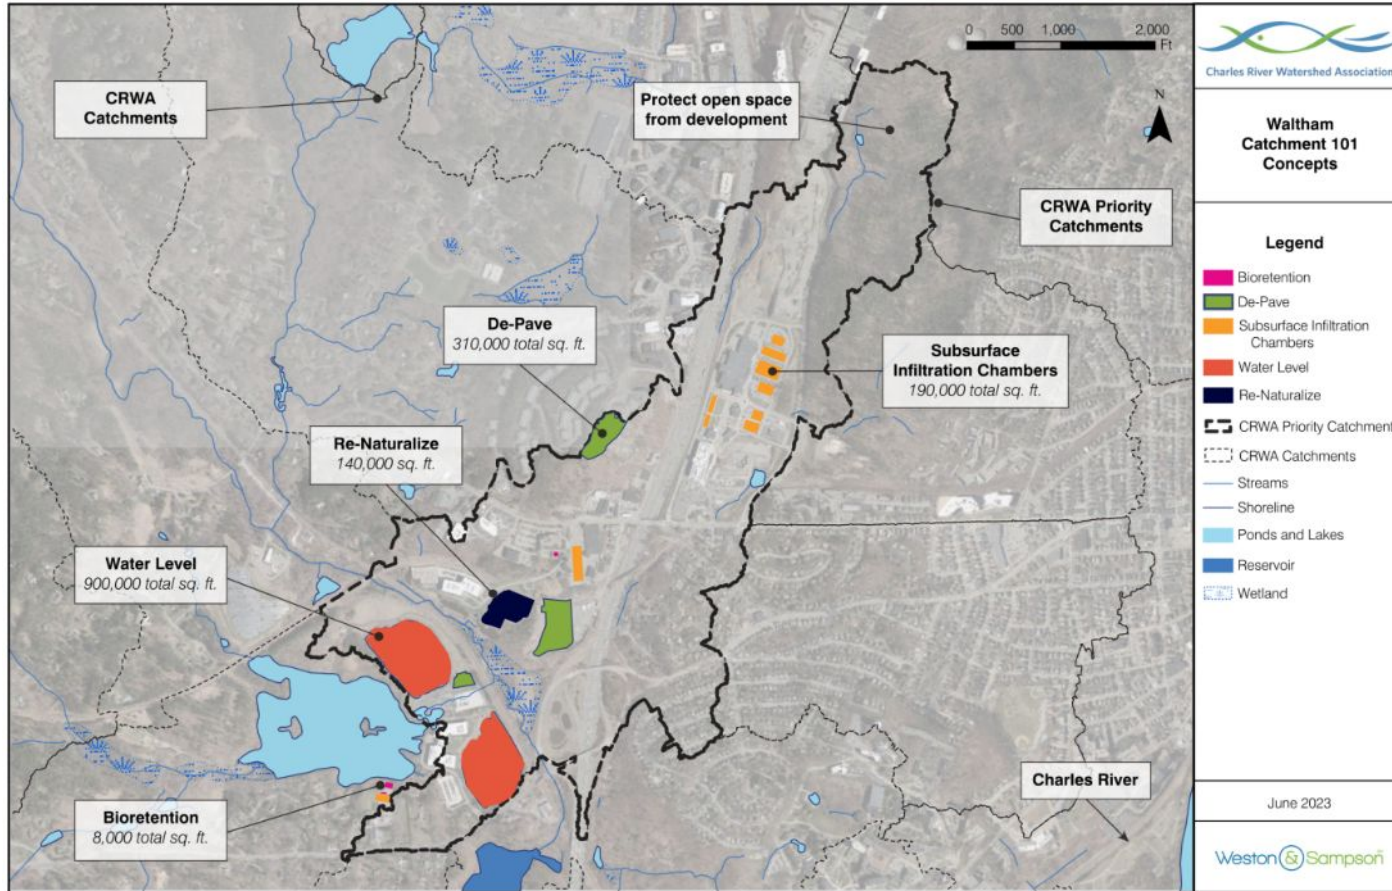 CRWA
Catchments
Protect open space
from development
0 500 1,000 2,000
Ft
N
CRWA Priority
Catchments
De-Pave
310,000 total sq. ft.
Subsurface
Infiltration Chambers
190,000 total sq. ft.
Re-Naturalize
140,000 sq. ft.
Water Level
900,000 total sq. ft.
Bioretention
8,000 total sq. ft.
Charles River
Charles River Watershed Association
Waltham
Catchment 101
Concepts
Legend
Bioretention
De-Pave
Subsurface Infiltration
Chambers
Water Level
Re-Naturalize
CRWA Priority Catchment
CRWA Catchments
Streams
Shoreline
Ponds and Lakes
Reservoir
Wetland
June 2023
Weston & Sampson